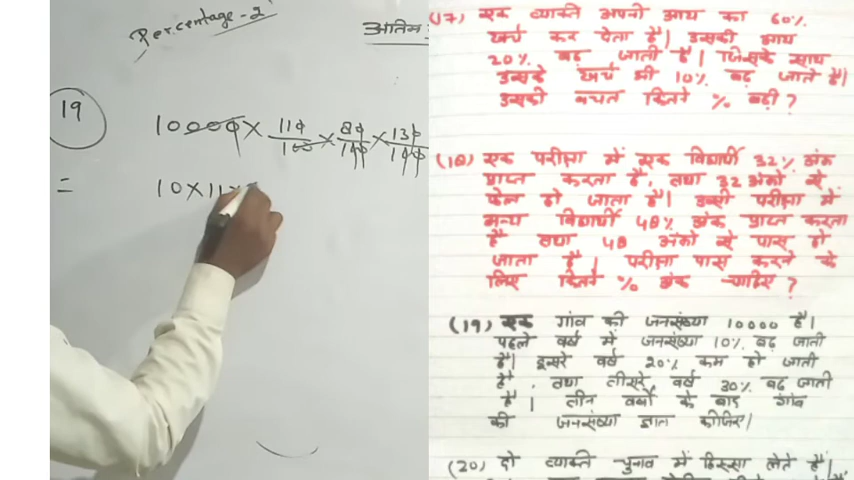 Percentage - 2
अंतिम
19
10000 × 110/100 × 80/100 × 130/100
= 10 × 11 ×
(17) एक व्यक्ति अपनी आय का 60%
खर्च कर देता है। उसकी आय
20% बढ़ जाती है। जिसके साथ
उसके खर्च भी 10% बढ़ जाते है।
उसकी बचत कितने % बढ़ी ?
(18) एक परीक्षा में एक विद्यार्थी 32% अंक
प्राप्त करता है, तथा 32 अंको से
फेल हो जाता है। उसी परीक्षा में
अन्य विद्यार्थी 48% अंक प्राप्त करता
है तथा 48 अंको से पास हो
जाता है। परीक्षा पास करने के
लिए कितने % अंक चाहिए ?
(19) एक गांव की जनसंख्या 10000 है।
पहले वर्ष में जनसंख्या 10% बढ़ जाती
है। दूसरे वर्ष 20% कम हो जाती
है, तथा तीसरे वर्ष 30% बढ़ जाती
है। तीन वर्षो के बाद गांव
की जनसंख्या ज्ञात कीजिए।
(20) दो व्यक्ति चुनाव में हिस्सा लेते हैं।